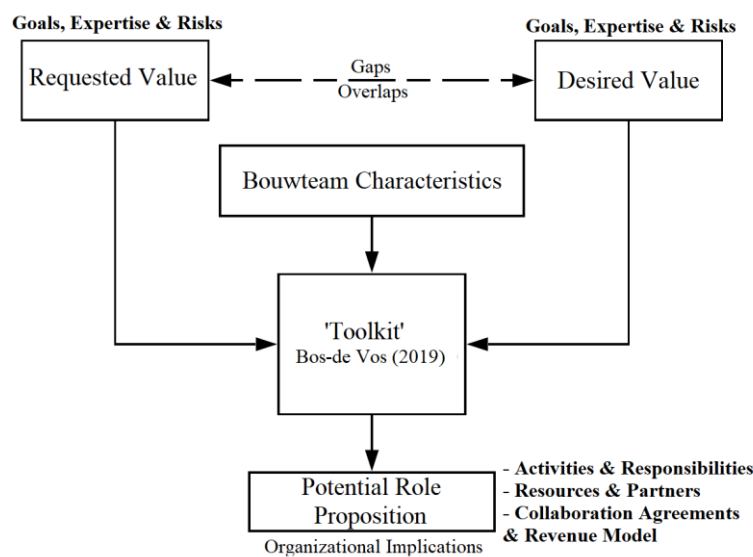 Goals, Expertise & Risks
Goals, Expertise & Risks
Requested Value
Gaps
Overlaps
Desired Value
Bouwteam Characteristics
'Toolkit'
Bos-de Vos (2019)
Potential Role
Proposition
Organizational Implications
- Activities & Responsibilities
- Resources & Partners
- Collaboration Agreements
& Revenue Model